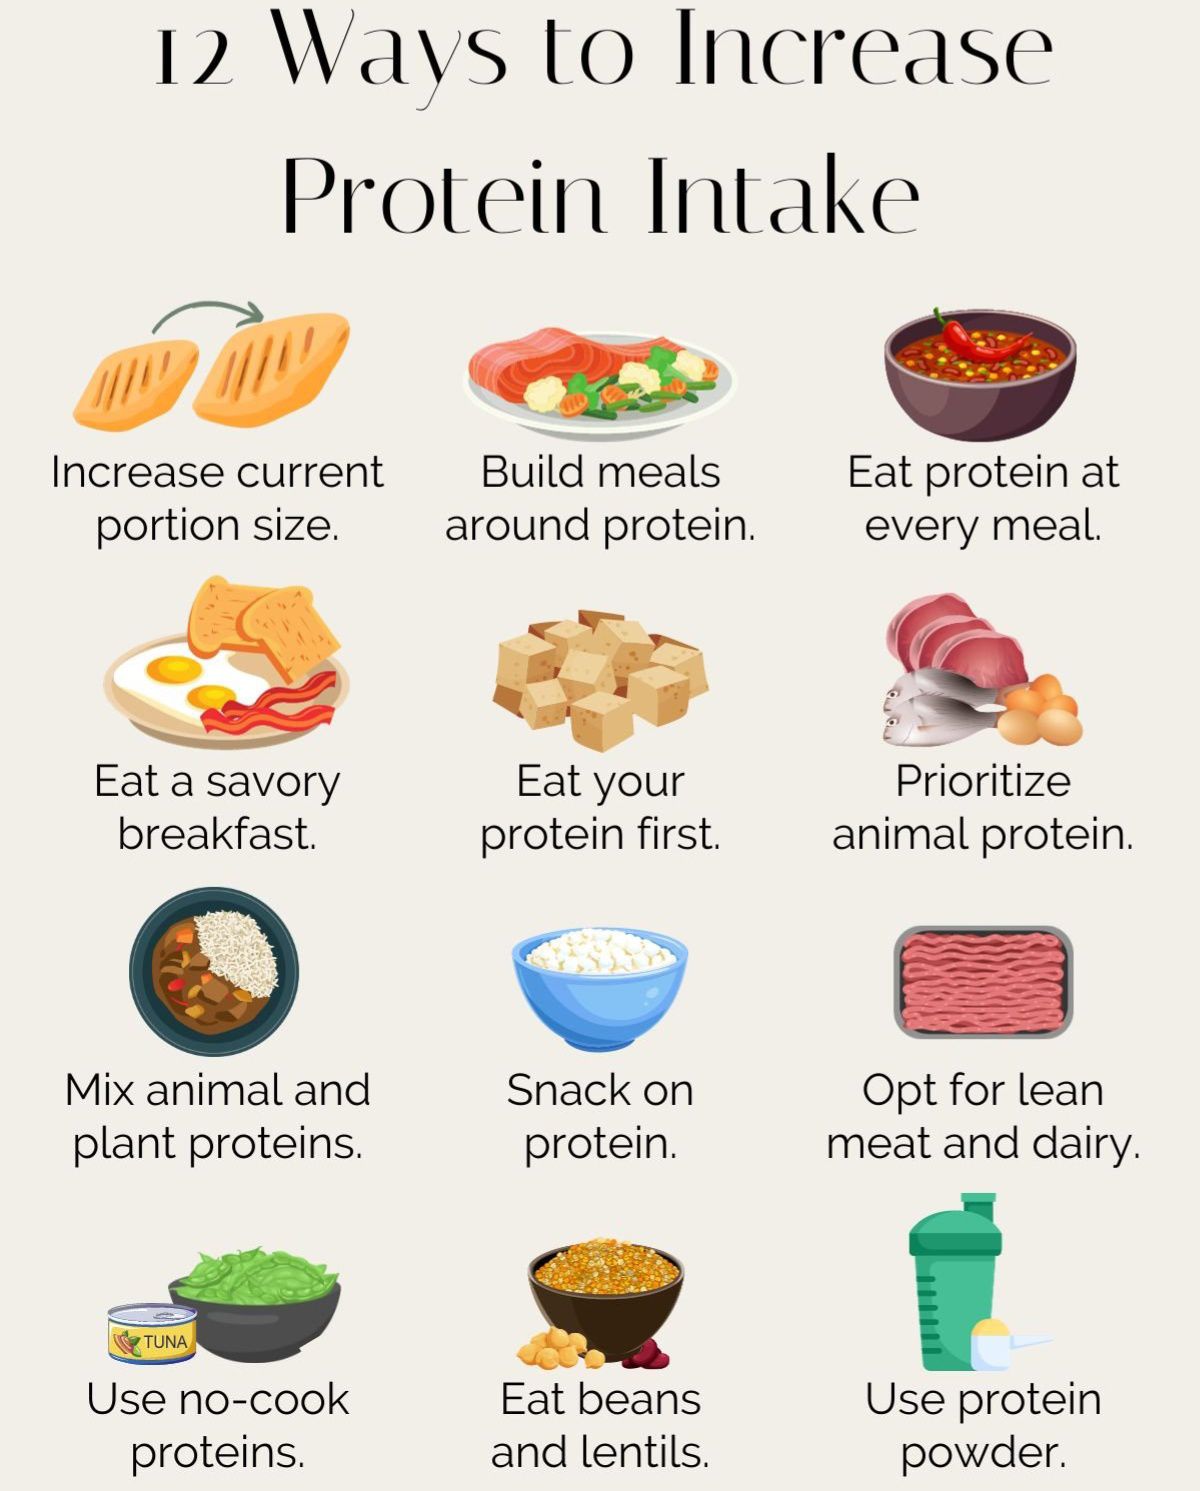 12 Ways to Increase
Protein Intake
Increase current
portion size.
Build meals
around protein.
Eat protein at
every meal.
Eat a savory
breakfast.
Eat your
protein first.
Prioritize
animal protein.
Mix animal and
plant proteins.
Snack on
protein.
Opt for lean
meat and dairy.
TUNA
Use no-cook
proteins.
Eat beans
and lentils.
Use protein
powder.